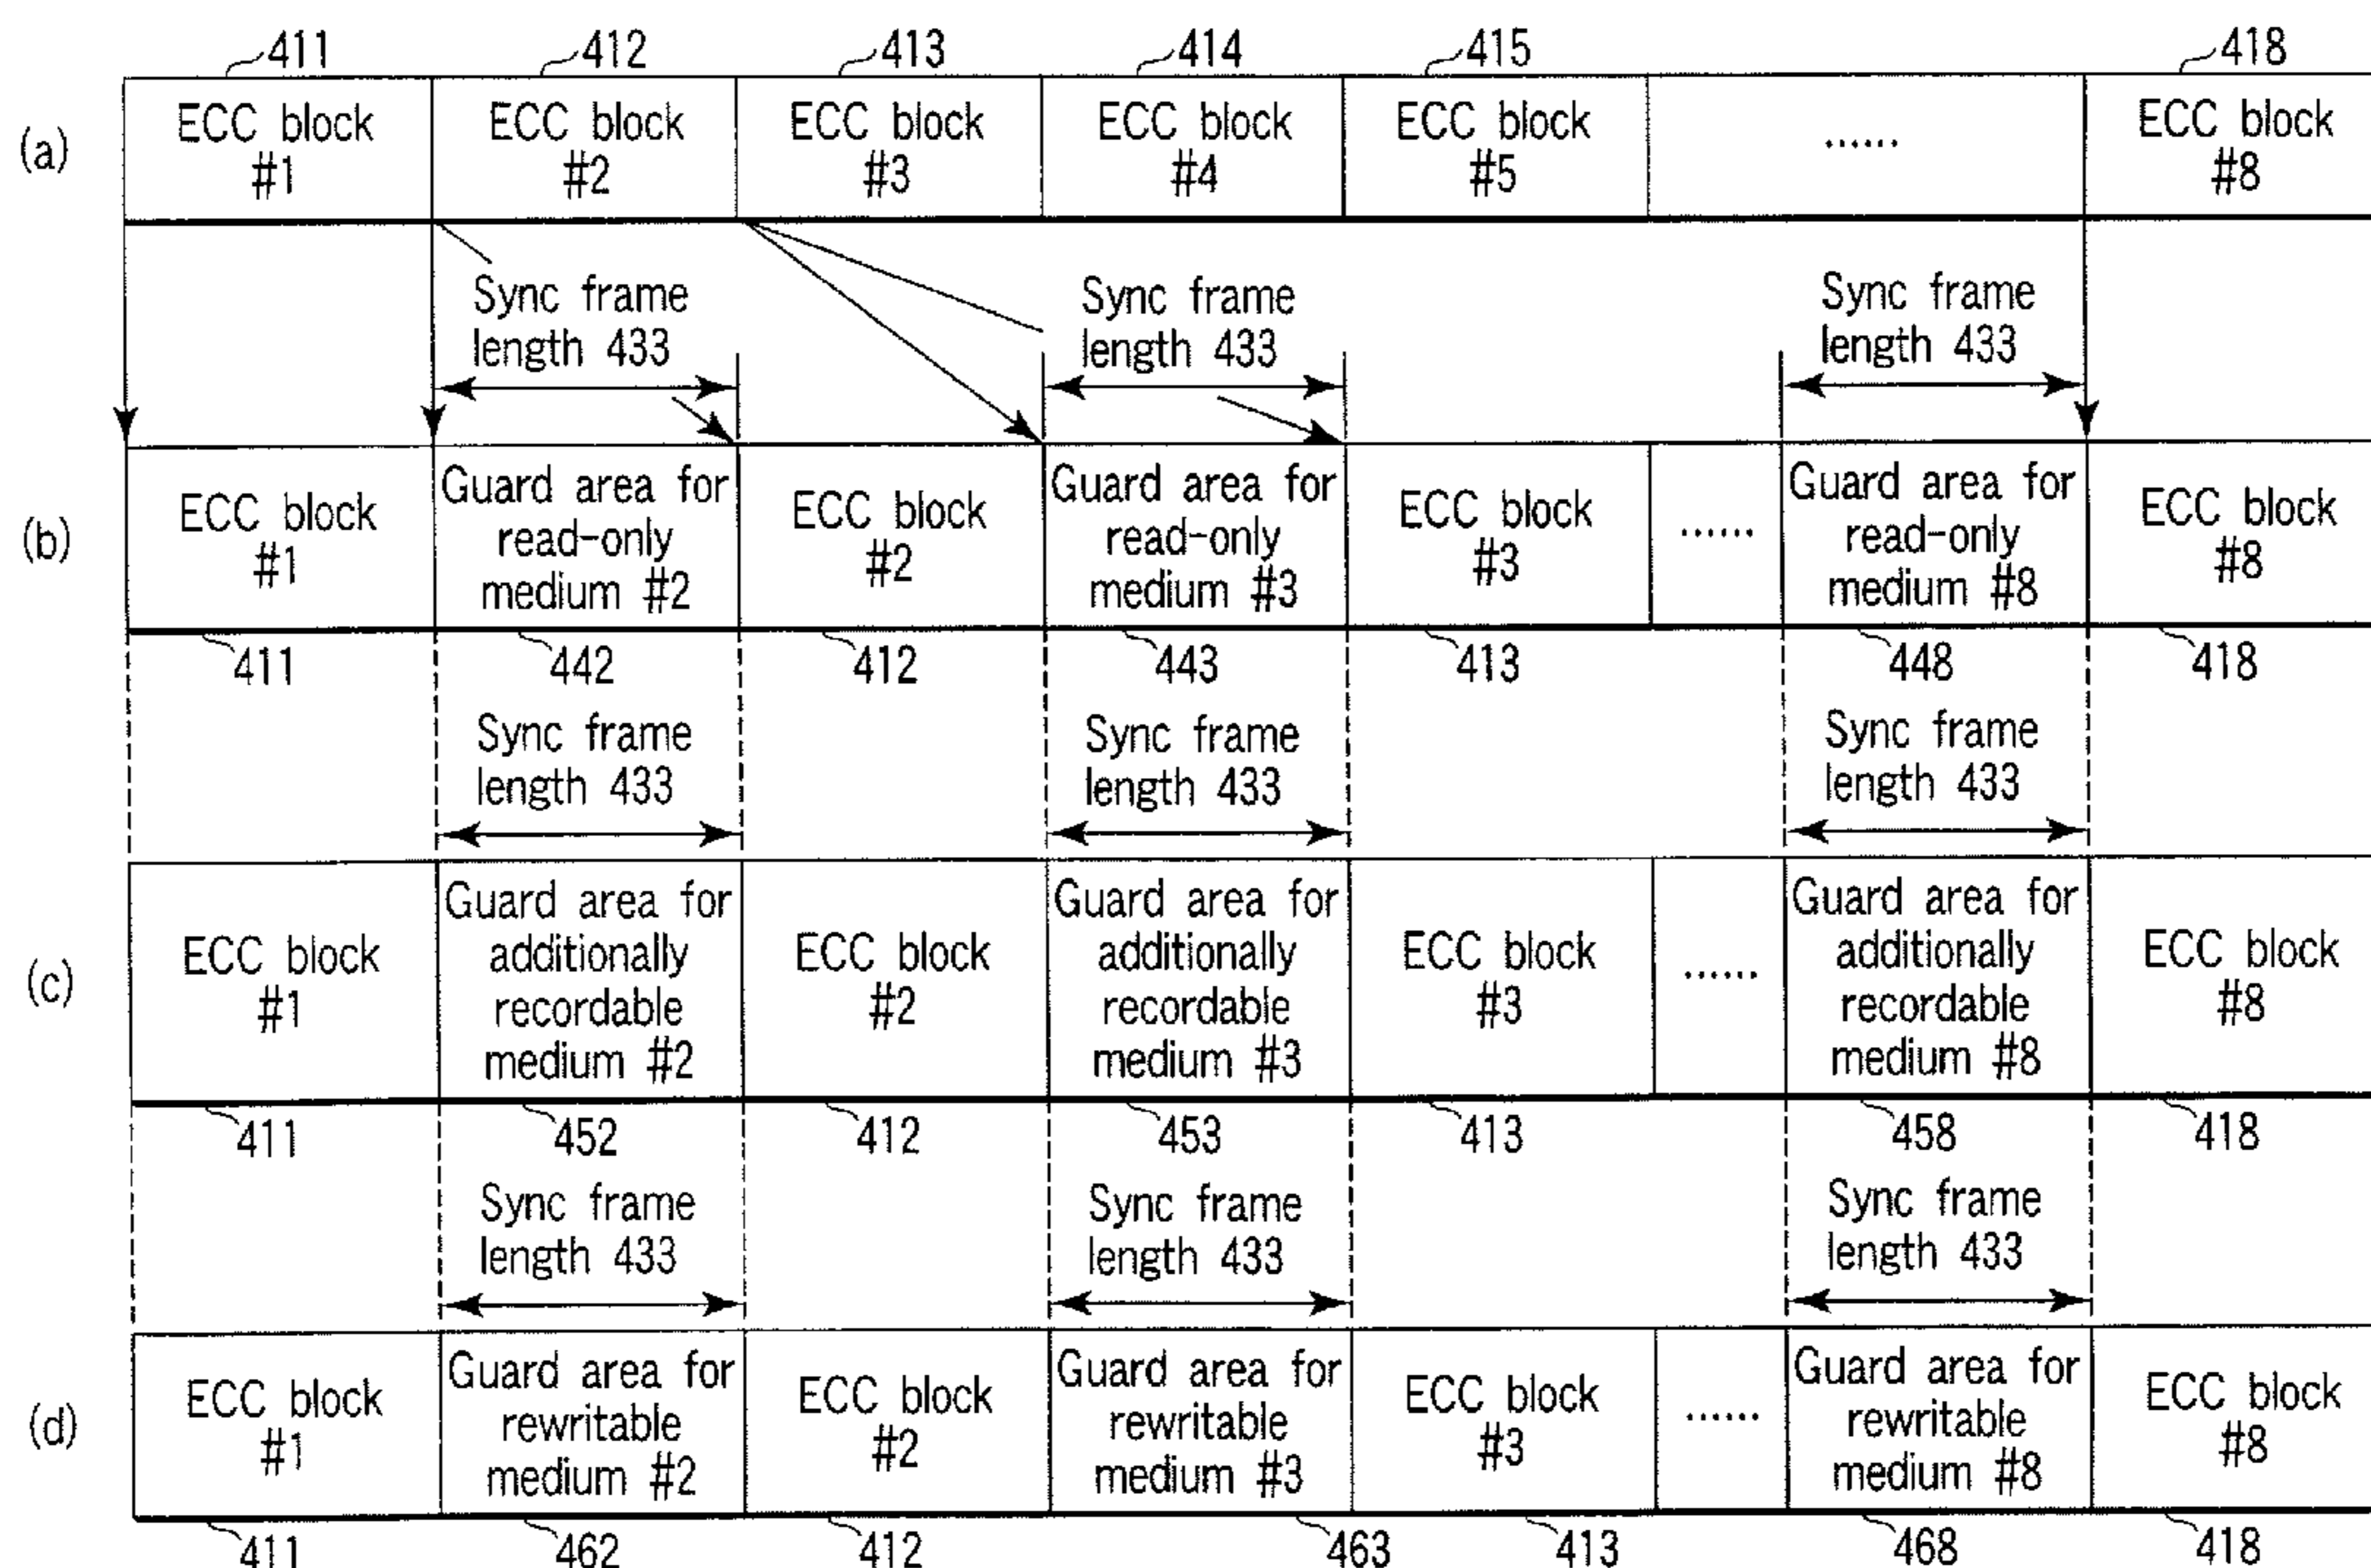 411 412 413 414 415 418
(a)
ECC block
#1
ECC block
#2
ECC block
#3
ECC block
#4
ECC block
#5
......
ECC block
#8
Sync frame
length 433
Sync frame
length 433
Sync frame
length 433
(b)
ECC block
#1
Guard area for
read-only
medium #2
ECC block
#2
Guard area for
read-only
medium #3
ECC block
#3
......
Guard area for
read-only
medium #8
ECC block
#8
411 442 412 443 413 448 418
Sync frame
length 433
Sync frame
length 433
Sync frame
length 433
(c)
ECC block
#1
Guard area for
additionally
recordable
medium #2
ECC block
#2
Guard area for
additionally
recordable
medium #3
ECC block
#3
......
Guard area for
additionally
recordable
medium #8
ECC block
#8
411 452 412 453 413 458 418
Sync frame
length 433
Sync frame
length 433
Sync frame
length 433
(d)
ECC block
#1
Guard area for
rewritable
medium #2
ECC block
#2
Guard area for
rewritable
medium #3
ECC block
#3
......
Guard area for
rewritable
medium #8
ECC block
#8
411 462 412 463 413 468 418